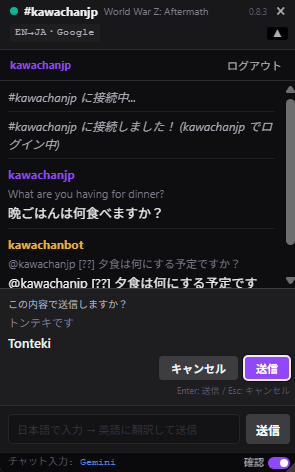 #kawachanjp World War Z: Aftermath 0.8.3 ✕
EN→JA・Google ▲
kawachanjp ログアウト
#kawachanjp に接続中...
#kawachanjp に接続しました！ (kawachanjp でロ
グイン中)
kawachanjp
What are you having for dinner?
晩ごはんは何食べますか？
kawachanbot
@kawachanjp [??] 夕食は何にする予定ですか？
@kawachanjp [??] 夕食は何にする予定です
この内容で送信しますか？
トンテキです
Tonteki
キャンセル 送信
Enter: 送信 / Esc: キャンセル
日本語で入力 → 英語に翻訳して送信 送信
チャット入力: Gemini 確認